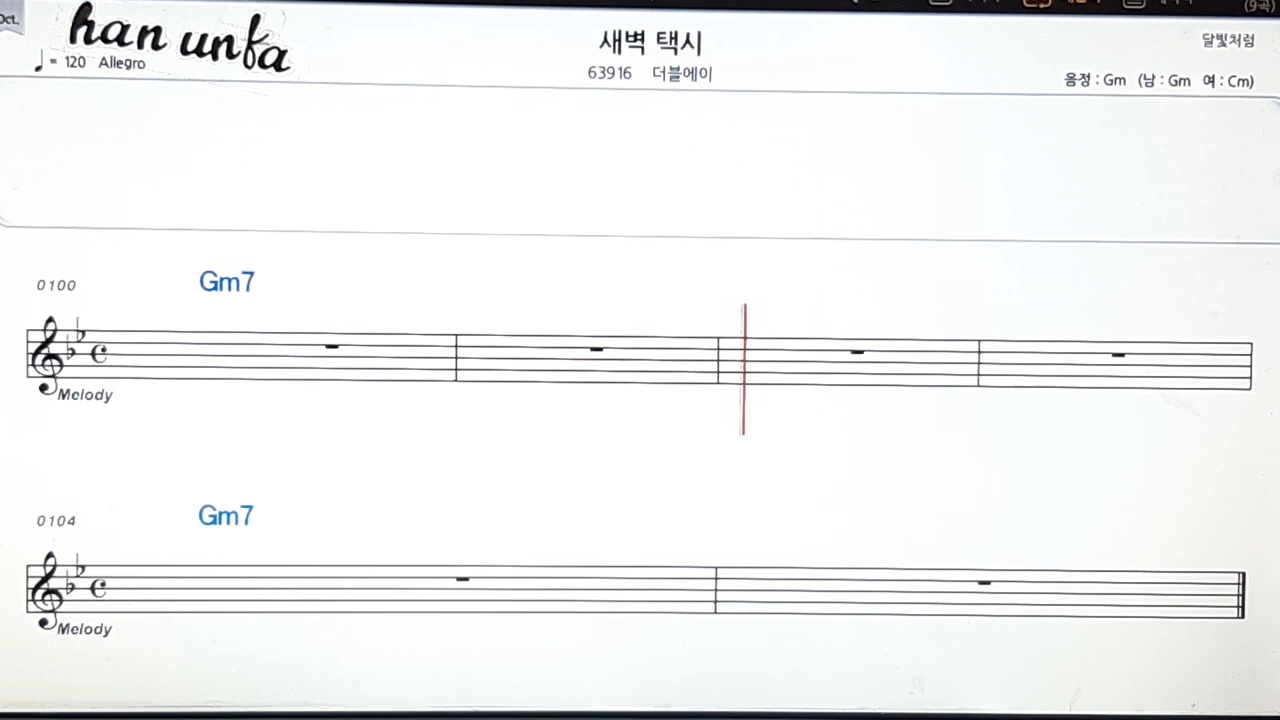 Oct.
han unfa
♩ = 120 Allegro
새벽 택시
63916 더블에이
달빛처럼
음정 : Gm (남 : Gm 여 : Cm)
0100
Gm7
Melody
0104
Gm7
Melody